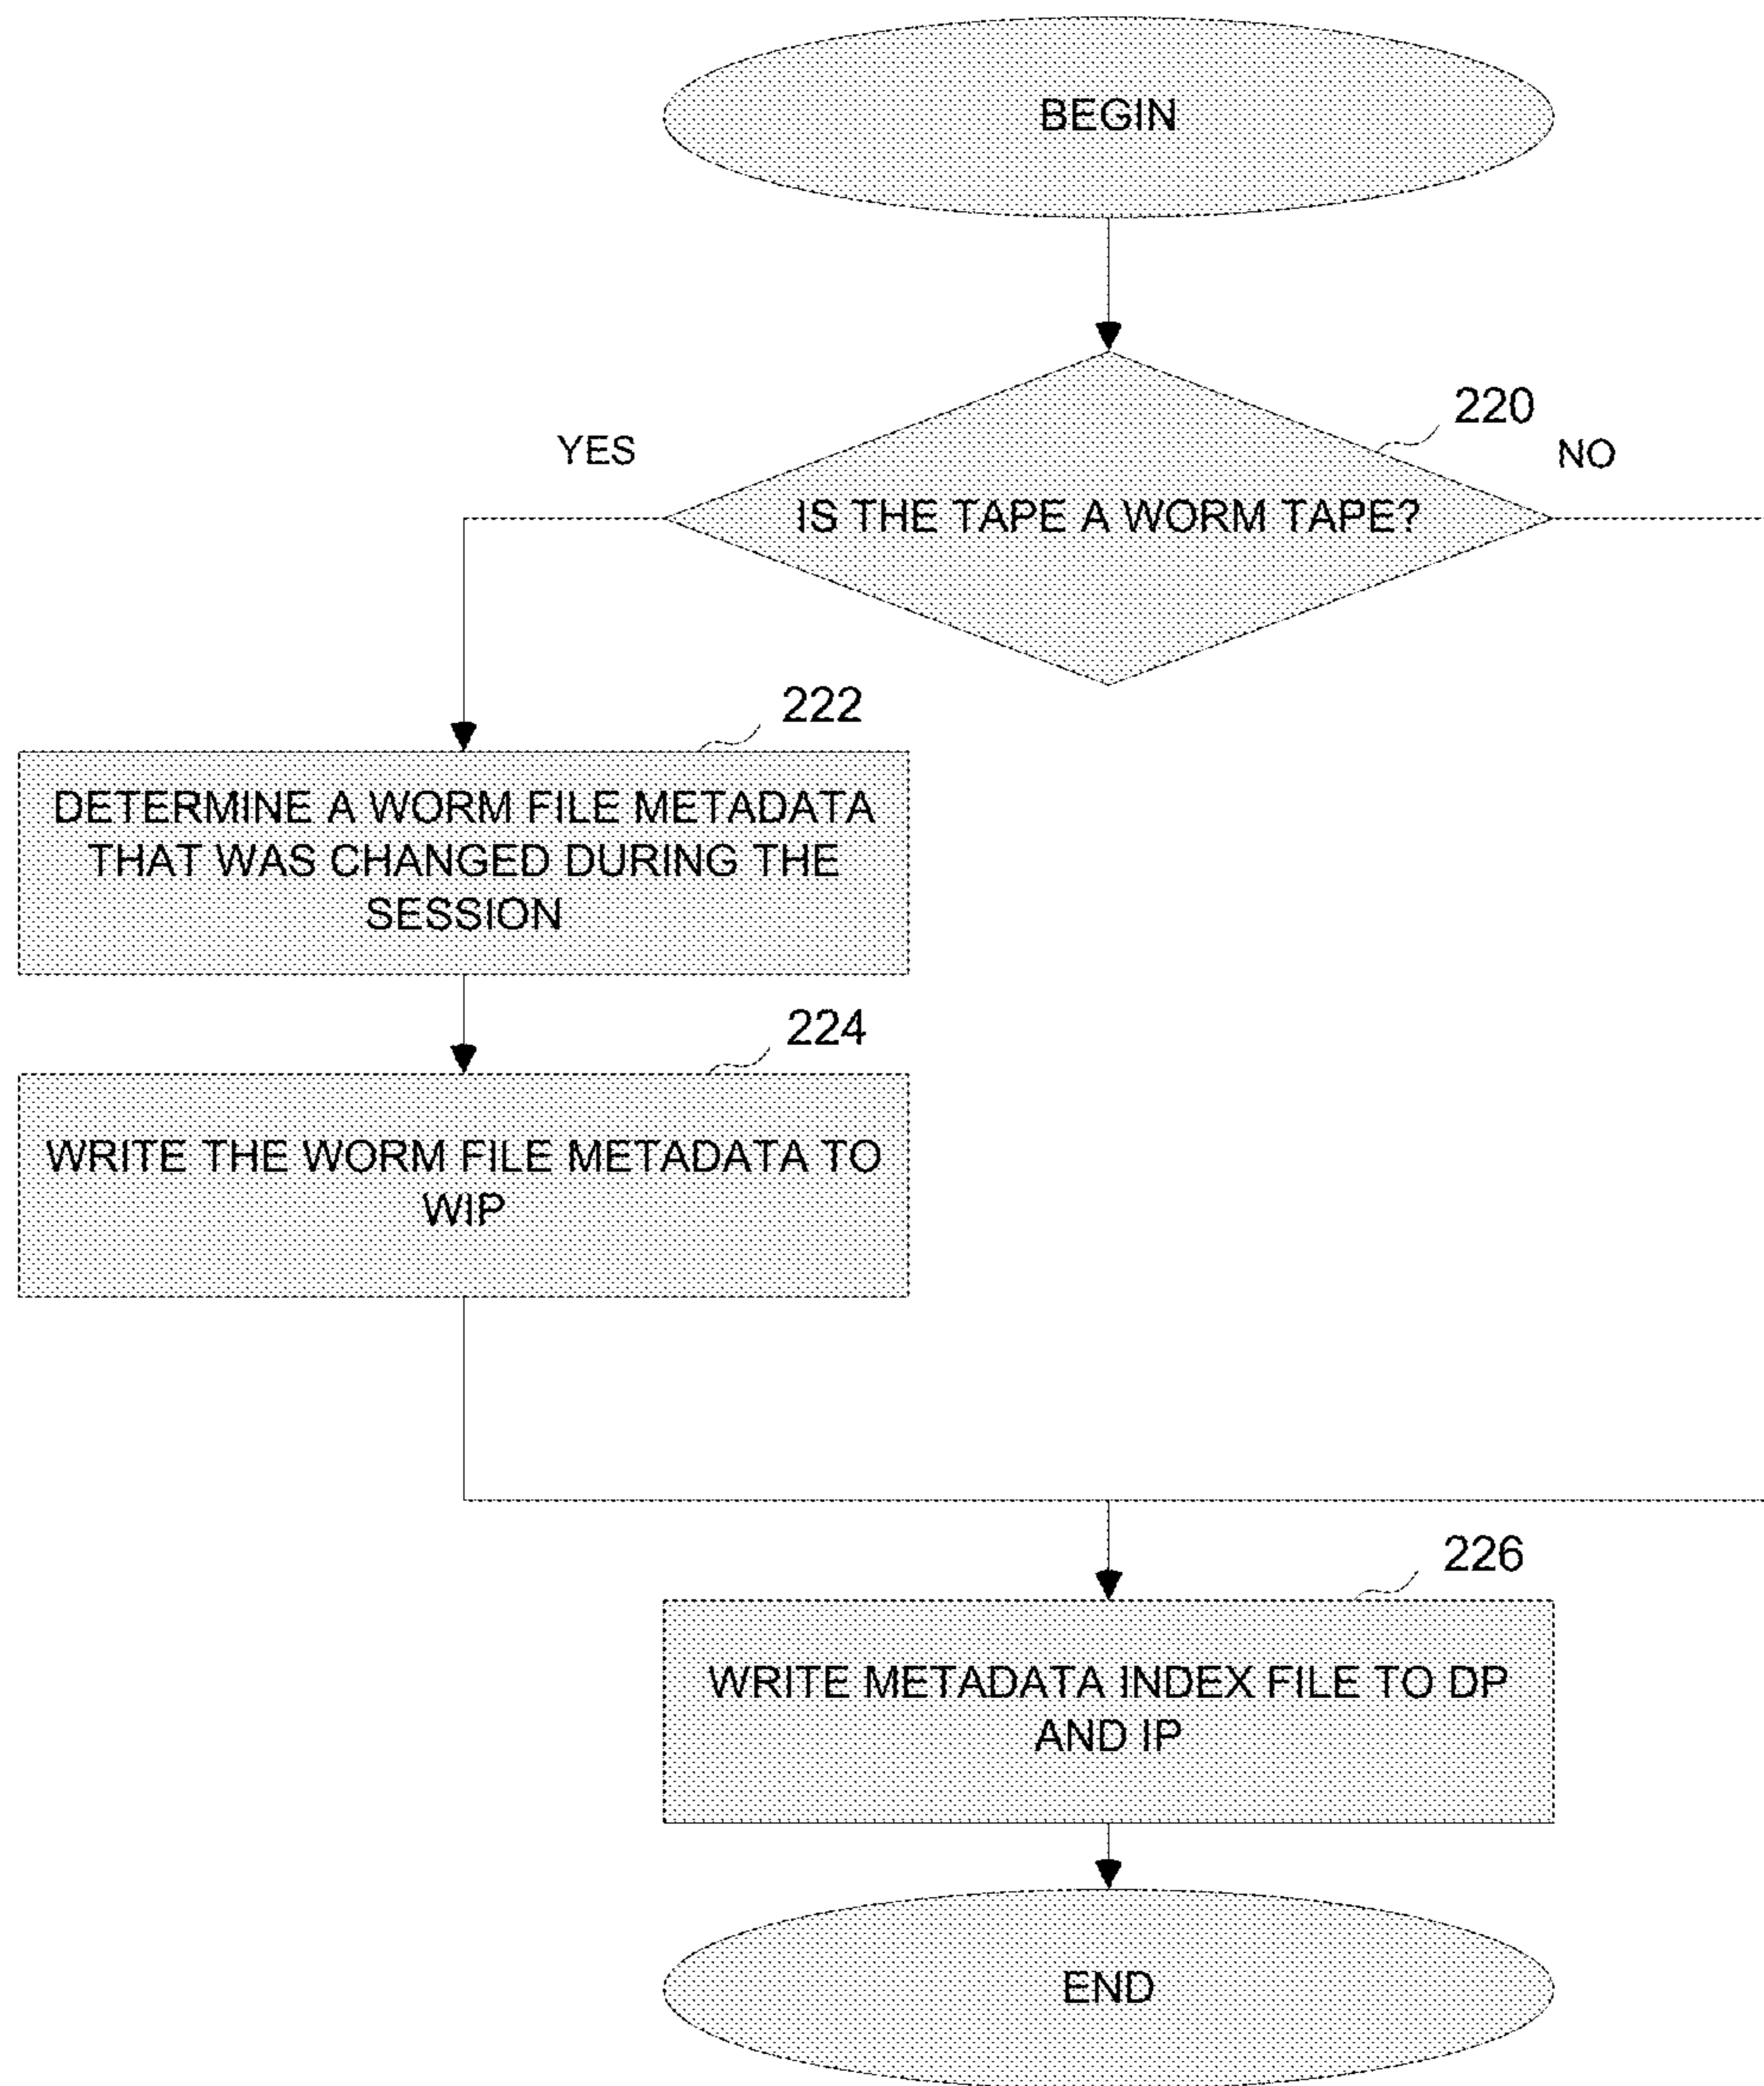 BEGIN
220
YES
NO
IS THE TAPE A WORM TAPE?
222
DETERMINE A WORM FILE METADATA
THAT WAS CHANGED DURING THE
SESSION
224
WRITE THE WORM FILE METADATA TO
WIP
226
WRITE METADATA INDEX FILE TO DP
AND IP
END